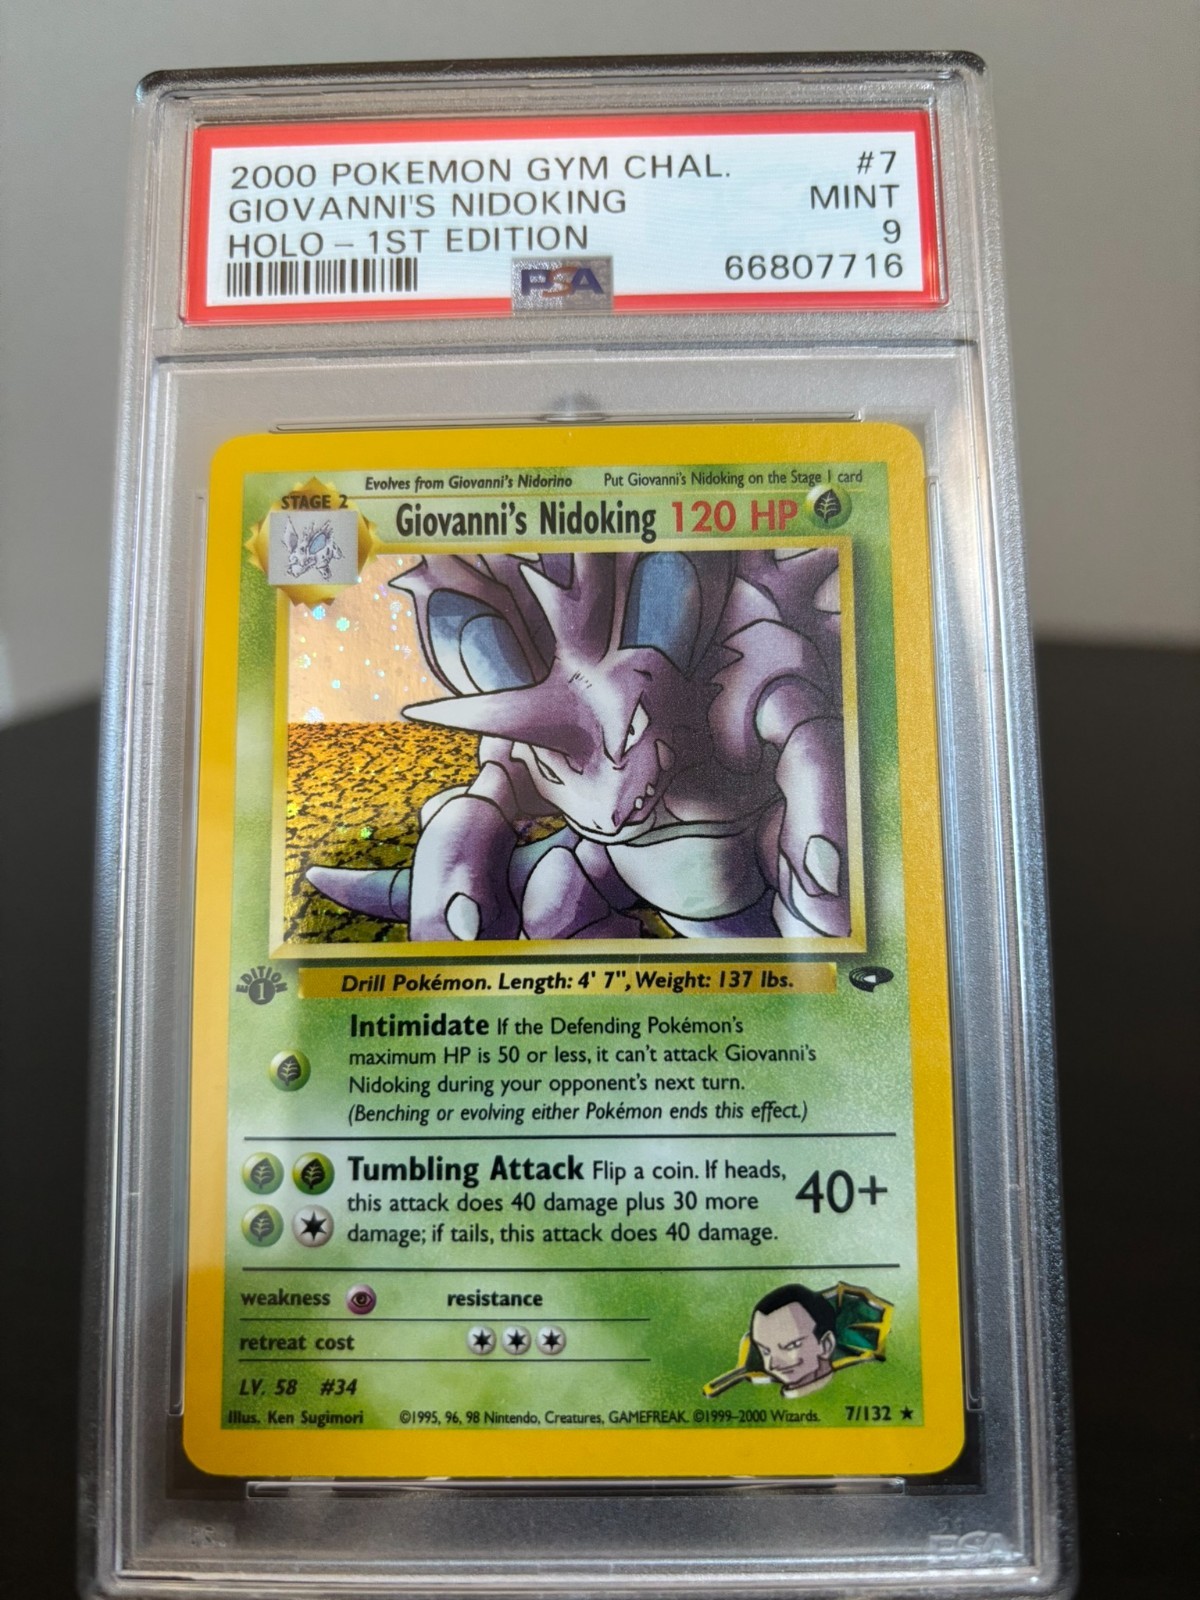 2000 POKEMON GYM CHAL. #7
GIOVANNI'S NIDOKING MINT
HOLO – 1ST EDITION 9
PSA 66807716
Evolves from Giovanni's Nidorino Put Giovanni's Nidoking on the Stage 1 card
STAGE 2
Giovanni's Nidoking 120 HP
EDITION
1
Drill Pokémon. Length: 4' 7", Weight: 137 lbs.
Intimidate If the Defending Pokémon's
maximum HP is 50 or less, it can't attack Giovanni's
Nidoking during your opponent's next turn.
(Benching or evolving either Pokémon ends this effect.)
Tumbling Attack Flip a coin. If heads,
this attack does 40 damage plus 30 more
damage; if tails, this attack does 40 damage.
40+
weakness resistance
retreat cost
LV. 58 #34
Illus. Ken Sugimori ©1995, 96, 98 Nintendo, Creatures, GAMEFREAK. ©1999–2000 Wizards. 7/132 ★
PSA